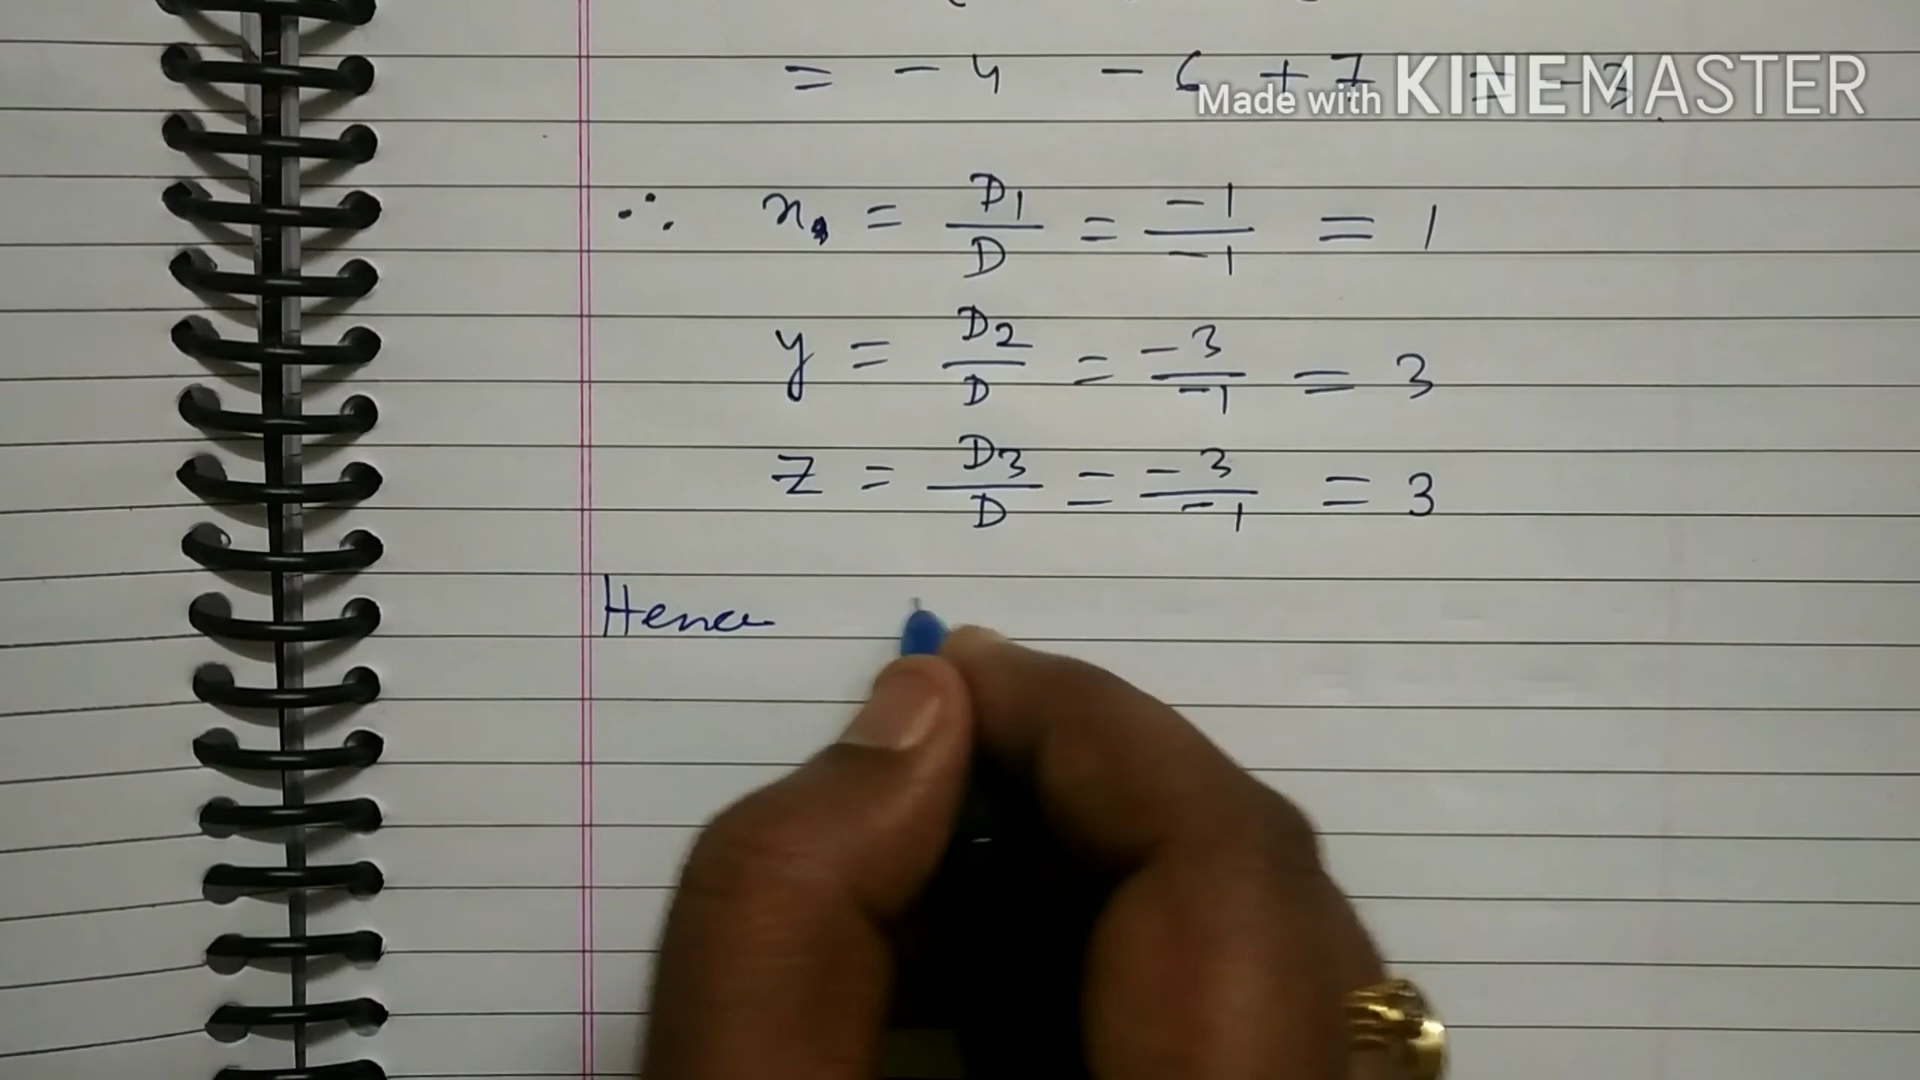 = - 4 - 6 + 7 = -3
Made with KINEMASTER
∴ x = D1/D = -1/-1 = 1
y = D2/D = -3/-1 = 3
z = D3/D = -3/-1 = 3
Hence